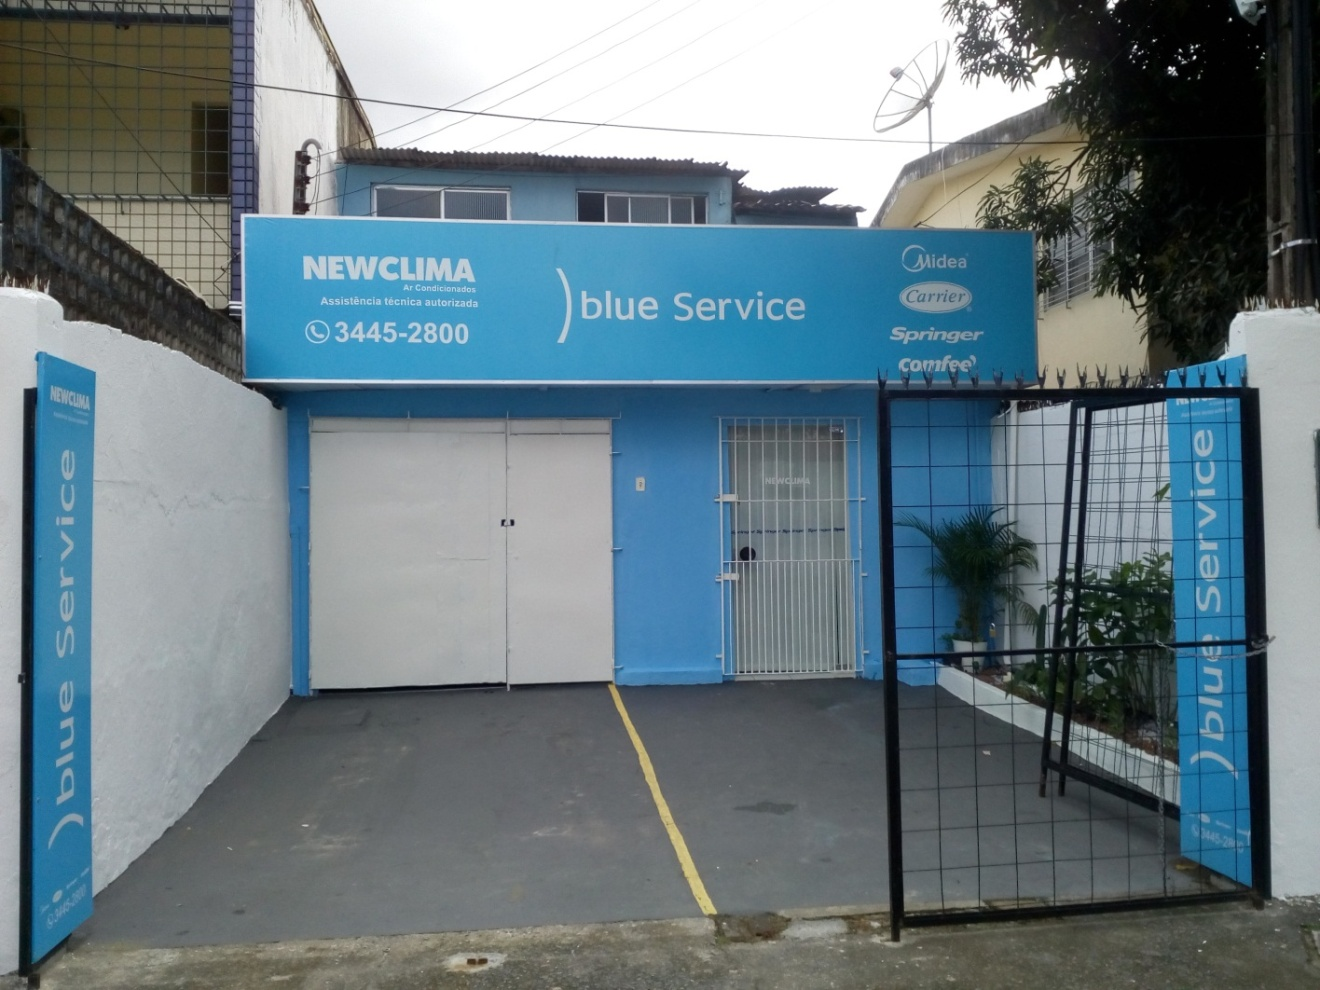 NEWCLIMA
Ar Condicionados
Assistência técnica autorizada
3445-2800
) blue Service
Midea
Carrier
Springer
comfee'
NEWCLIMA
) blue Service
3445-2800
NEWCLIMA
) blue Service
3445-2800